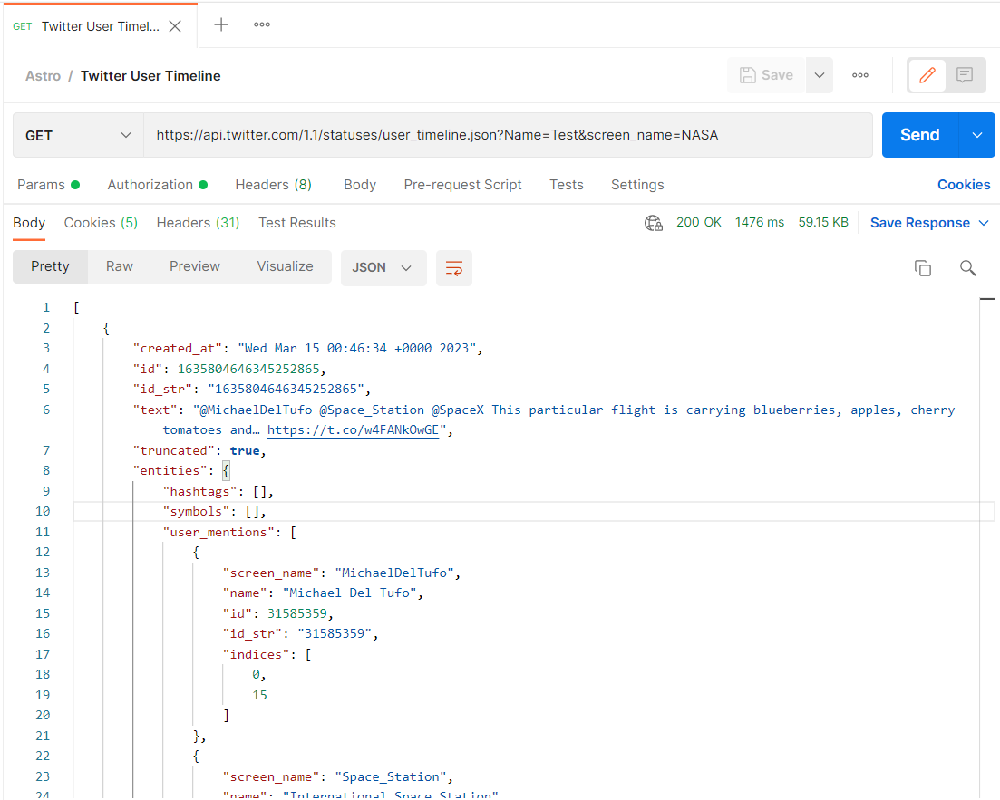 GET Twitter User Timel...
Astro / Twitter User Timeline
Save
GET https://api.twitter.com/1.1/statuses/user_timeline.json?Name=Test&screen_name=NASA Send
Params Authorization Headers (8) Body Pre-request Script Tests Settings Cookies
Body Cookies (5) Headers (31) Test Results 200 OK 1476 ms 59.15 KB Save Response
Pretty Raw Preview Visualize JSON
1 [
2 {
3 "created_at": "Wed Mar 15 00:46:34 +0000 2023",
4 "id": 1635804646345252865,
5 "id_str": "1635804646345252865",
6 "text": "@MichaelDelTufo @Space_Station @SpaceX This particular flight is carrying blueberries, apples, cherry
tomatoes and… https://t.co/w4FANkOwGE",
7 "truncated": true,
8 "entities": {
9 "hashtags": [],
10 "symbols": [],
11 "user_mentions": [
12 {
13 "screen_name": "MichaelDelTufo",
14 "name": "Michael Del Tufo",
15 "id": 31585359,
16 "id_str": "31585359",
17 "indices": [
18 0,
19 15
20 ]
21 },
22 {
23 "screen_name": "Space_Station",
24 "name": "International Space Station"